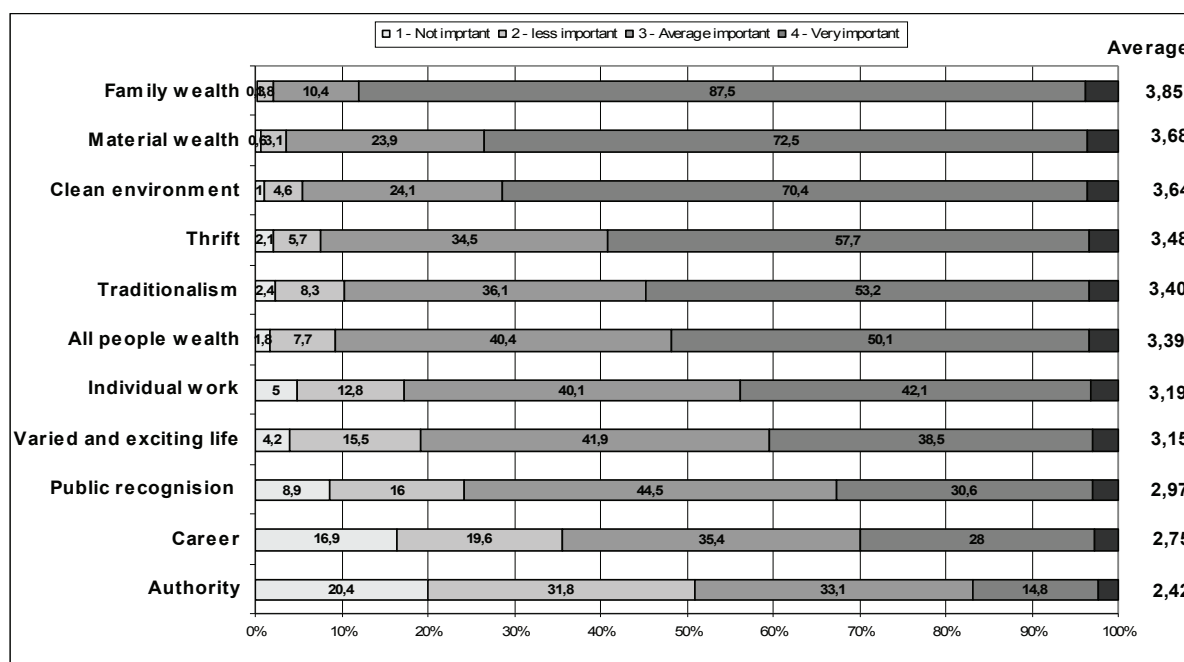 1 - Not imprtant 2 - less important 3 - Average important 4 - Very important
Average
Family wealth 10,4 87,5 3,85
Material wealth 0,6 3,1 23,9 72,5 3,68
Clean environment 1 4,6 24,1 70,4 3,64
Thrift 2,1 5,7 34,5 57,7 3,48
Traditionalism 2,4 8,3 36,1 53,2 3,40
All people wealth 1,8 7,7 40,4 50,1 3,39
Individual work 5 12,8 40,1 42,1 3,19
Varied and exciting life 4,2 15,5 41,9 38,5 3,15
Public recognision 8,9 16 44,5 30,6 2,97
Career 16,9 19,6 35,4 28 2,75
Authority 20,4 31,8 33,1 14,8 2,42
0% 10% 20% 30% 40% 50% 60% 70% 80% 90% 100%